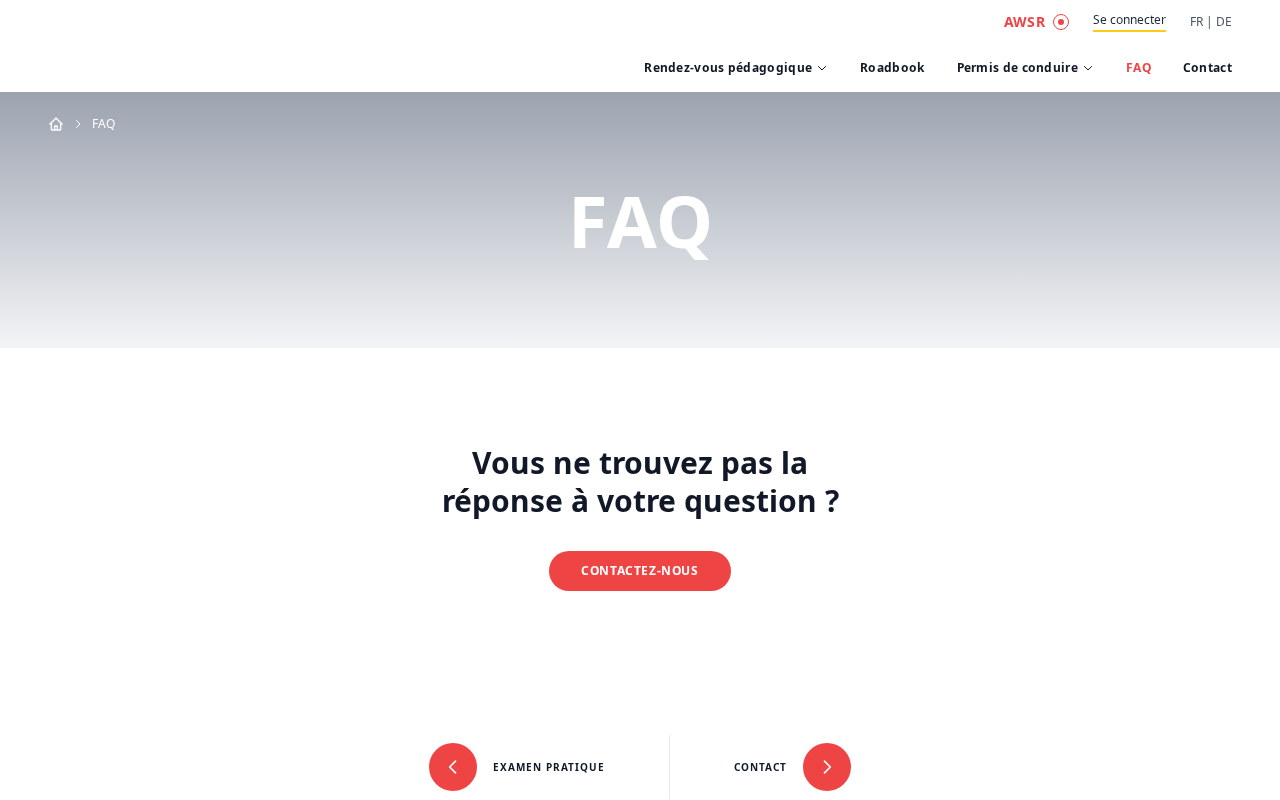 AWSR
Se connecter
FR | DE
Rendez-vous pédagogique
Roadbook
Permis de conduire
FAQ
Contact
FAQ
FAQ
Vous ne trouvez pas la
réponse à votre question ?
CONTACTEZ-NOUS
EXAMEN PRATIQUE
CONTACT